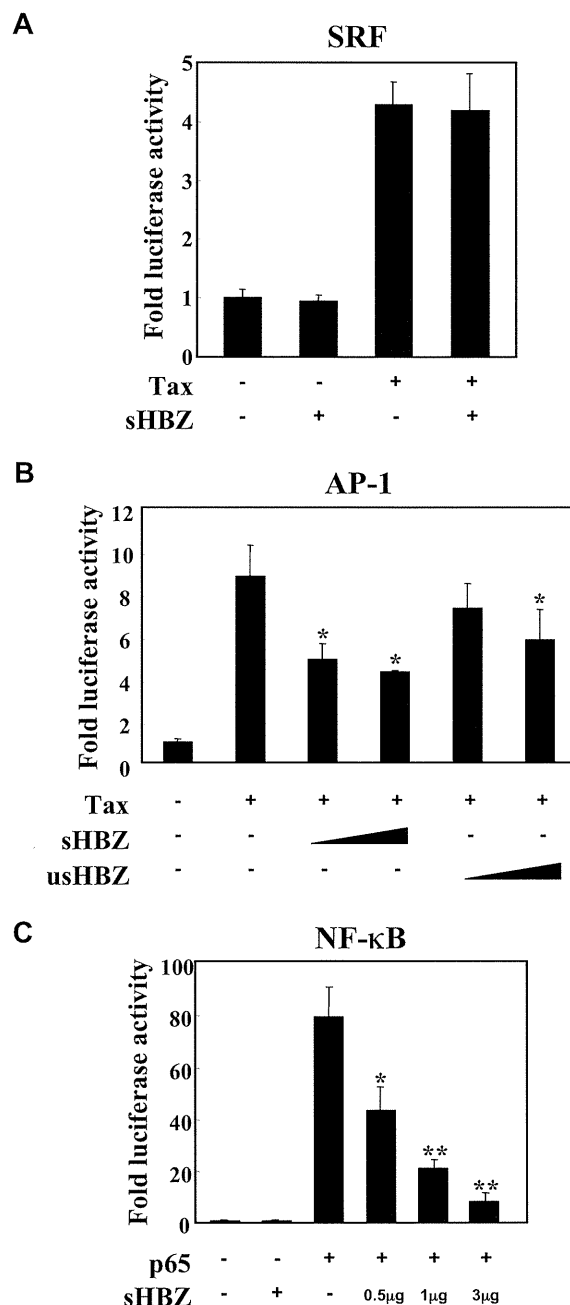 A
SRF
Fold luciferase activity
5
4
3
2
1
0
Tax - - + +
sHBZ - + - +
B
AP-1
Fold luciferase activity
12
10
8
6
4
2
0
* * *
Tax - + + + + +
sHBZ - - - -
usHBZ - - - -
C
NF-κB
Fold luciferase activity
100
80
60
40
20
0
* ** **
p65 - - + + + +
sHBZ - + - 0.5μg 1μg 3μg